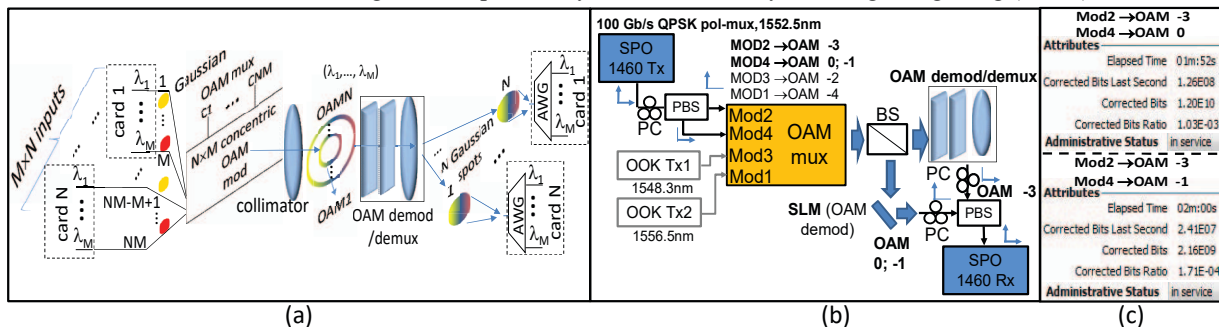 M×N inputs
card 1
λ1
λM
card N
λ1
λM
Gaussian
1
M
NM-M+1
NM
OAM mux
C1 ... CNM
N×M concentric
OAM
mod
collimator
(λ1,..., λM)
OAMN
OAM1
OAM demod
/demux
N
N Gaussian
spots
1
AWG
λ1
λM
card 1
AWG
λ1
λM
card N
(a)
100 Gb/s QPSK pol-mux,1552.5nm
SPO
1460 Tx
PC
PBS
MOD2 →OAM -3
MOD4 →OAM 0; -1
MOD3 →OAM -2
MOD1 →OAM -4
Mod2
Mod4
Mod3
Mod1
OAM
mux
OOK Tx1
1548.3nm
OOK Tx2
1556.5nm
BS
OAM demod/demux
SLM (OAM
demod)
OAM
0; -1
PC
PC
OAM -3
PBS
SPO
1460 Rx
(b)
Mod2 →OAM -3
Mod4 →OAM 0
Attributes
Elapsed Time 01m:52s
Corrected Bits Last Second 1.26E08
Corrected Bits 1.20E10
Corrected Bits Ratio 1.03E-03
Administrative Status in service
Mod2 →OAM -3
Mod4 →OAM -1
Attributes
Elapsed Time 02m:00s
Corrected Bits Last Second 2.41E07
Corrected Bits 2.16E09
Corrected Bits Ratio 1.71E-04
Administrative Status in service
(c)